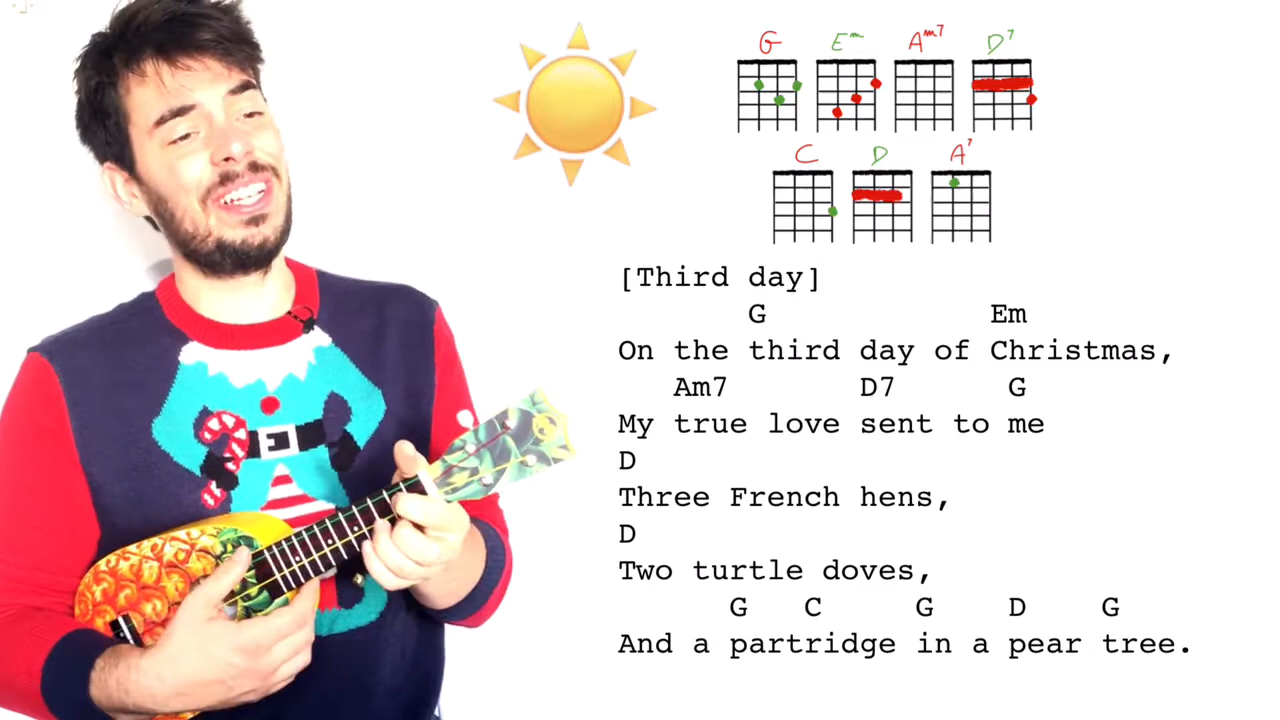 G Em Am7 D7
C D A7
[Third day]
G Em
On the third day of Christmas,
Am7 D7 G
My true love sent to me
D
Three French hens,
D
Two turtle doves,
G C G D G
And a partridge in a pear tree.